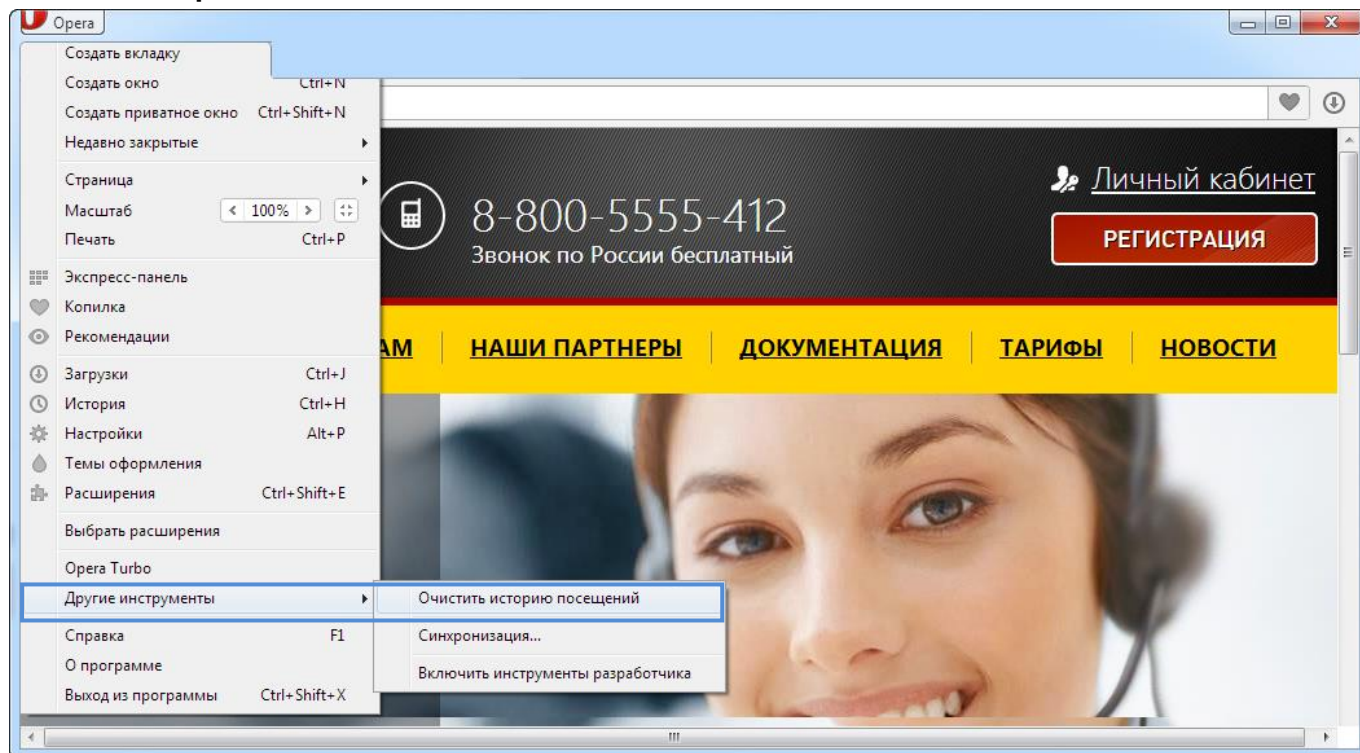 Opera
Создать вкладку
Создать окно Ctrl+N
Создать приватное окно Ctrl+Shift+N
Недавно закрытые
Страница
Масштаб 100%
Печать Ctrl+P
Экспресс-панель
Копилка
Рекомендации
Загрузки Ctrl+J
История Ctrl+H
Настройки Alt+P
Темы оформления
Расширения Ctrl+Shift+E
Выбрать расширения
Opera Turbo
Другие инструменты
Справка F1
О программе
Выход из программы Ctrl+Shift+X
Очистить историю посещений
Синхронизация...
Включить инструменты разработчика
8-800-5555-412
Звонок по России бесплатный
Личный кабинет
РЕГИСТРАЦИЯ
АМ НАШИ ПАРТНЕРЫ ДОКУМЕНТАЦИЯ ТАРИФЫ НОВОСТИ